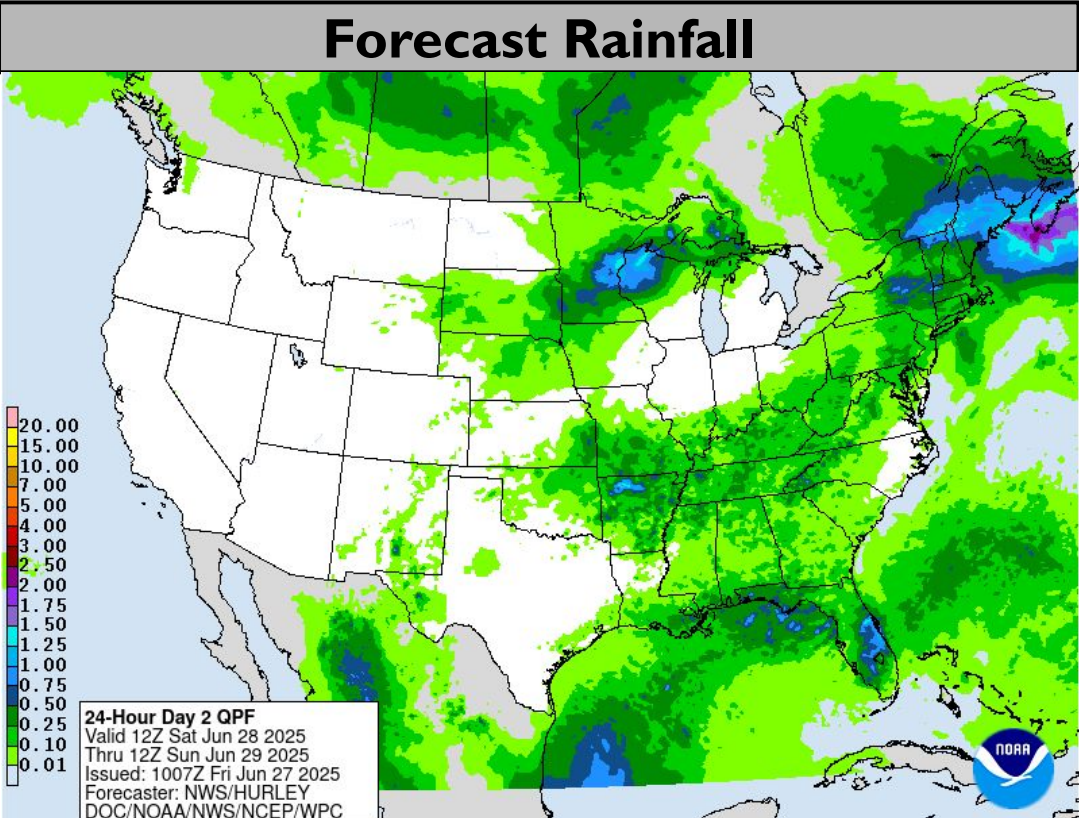 Forecast Rainfall
20.00
15.00
10.00
7.00
5.00
4.00
3.00
2.50
2.00
1.75
1.50
1.25
1.00
0.75
0.50
0.25
0.10
0.01
24-Hour Day 2 QPF
Valid 12Z Sat Jun 28 2025
Thru 12Z Sun Jun 29 2025
Issued: 1007Z Fri Jun 27 2025
Forecaster: NWS/HURLEY
DOC/NOAA/NWS/NCEP/WPC
NOAA